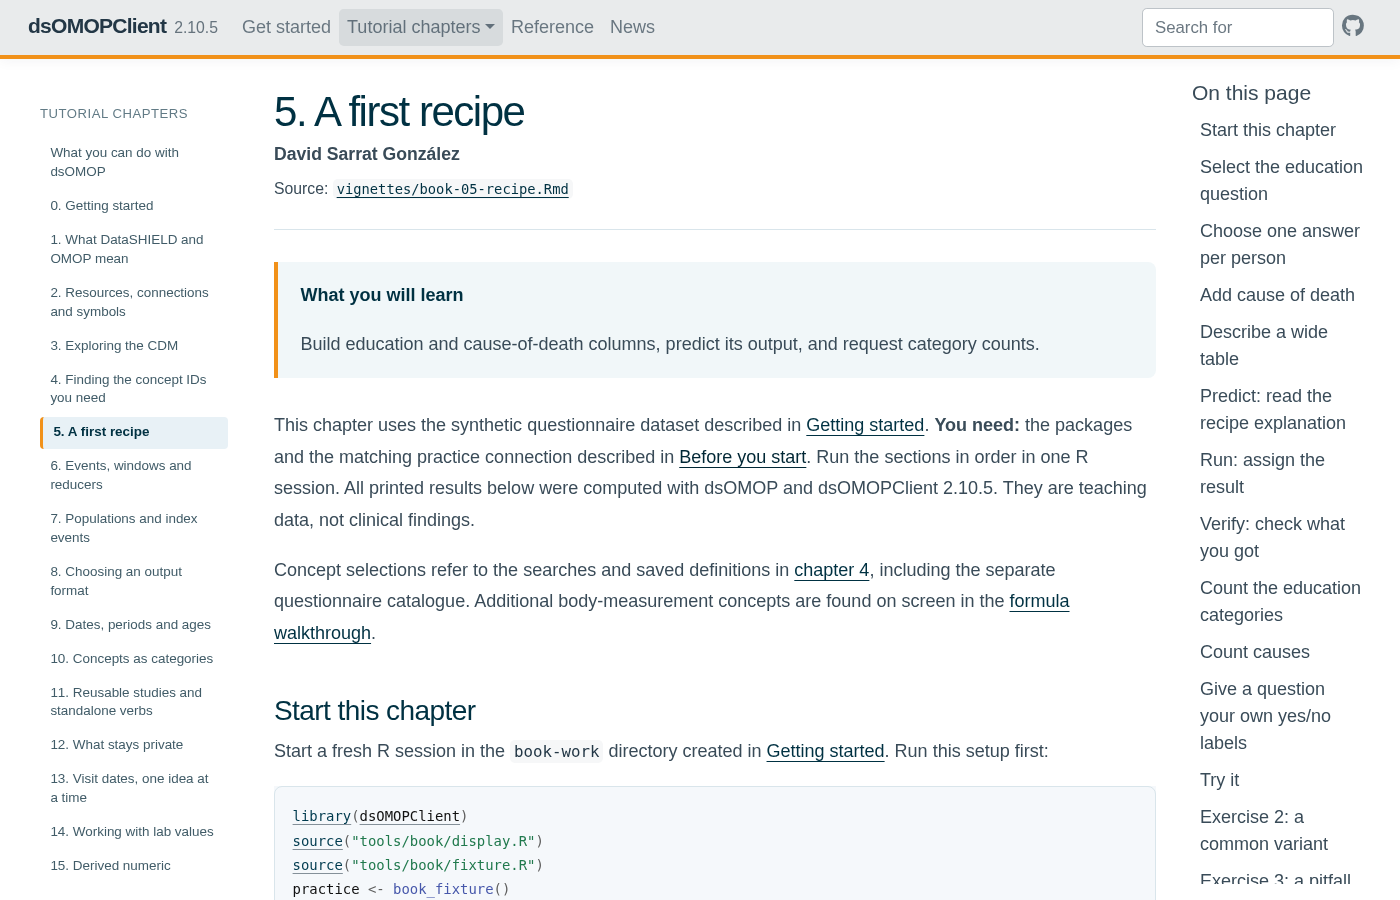 dsOMOPClient 2.10.5 Get started Tutorial chapters Reference News Search for
TUTORIAL CHAPTERS
What you can do with
dsOMOP
0. Getting started
1. What DataSHIELD and
OMOP mean
2. Resources, connections
and symbols
3. Exploring the CDM
4. Finding the concept IDs
you need
5. A first recipe
6. Events, windows and
reducers
7. Populations and index
events
8. Choosing an output
format
9. Dates, periods and ages
10. Concepts as categories
11. Reusable studies and
standalone verbs
12. What stays private
13. Visit dates, one idea at
a time
14. Working with lab values
15. Derived numeric
5. A first recipe
David Sarrat González
Source: vignettes/book-05-recipe.Rmd
What you will learn
Build education and cause-of-death columns, predict its output, and request category counts.
This chapter uses the synthetic questionnaire dataset described in Getting started. You need: the packages
and the matching practice connection described in Before you start. Run the sections in order in one R
session. All printed results below were computed with dsOMOP and dsOMOPClient 2.10.5. They are teaching
data, not clinical findings.
Concept selections refer to the searches and saved definitions in chapter 4, including the separate
questionnaire catalogue. Additional body-measurement concepts are found on screen in the formula
walkthrough.
Start this chapter
Start a fresh R session in the book-work directory created in Getting started. Run this setup first:
library(dsOMOPClient)
source("tools/book/display.R")
source("tools/book/fixture.R")
practice <- book_fixture()
On this page
Start this chapter
Select the education
question
Choose one answer
per person
Add cause of death
Describe a wide
table
Predict: read the
recipe explanation
Run: assign the
result
Verify: check what
you got
Count the education
categories
Count causes
Give a question
your own yes/no
labels
Try it
Exercise 2: a
common variant
Exercise 3: a pitfall